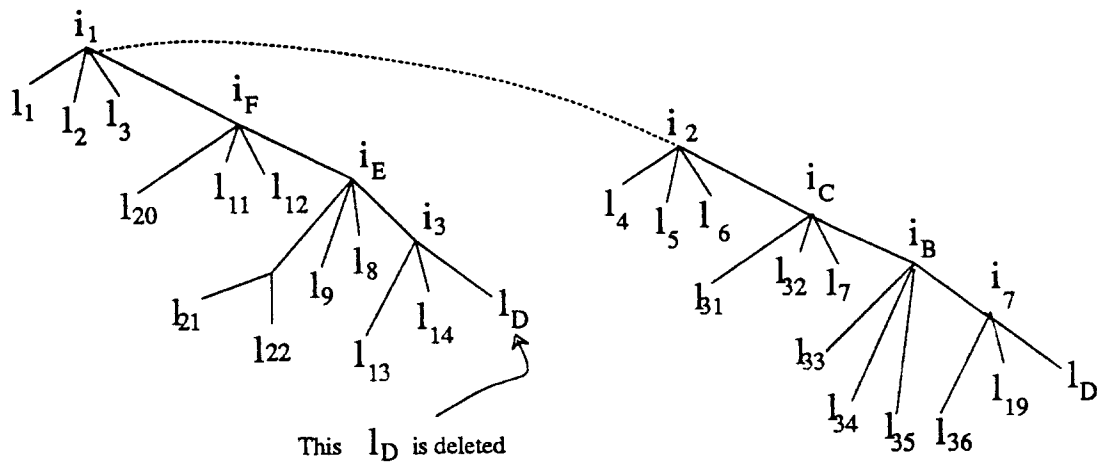 i1
l1 l2 l3
iF
l20 l11 l12
iE
l21 l22 l9 l8
i3
l13 l14 lD
This lD is deleted
i2
l4 l5 l6
iC
l31 l32 l7
iB
l33 l34 l35
i7
l36 l19 lD